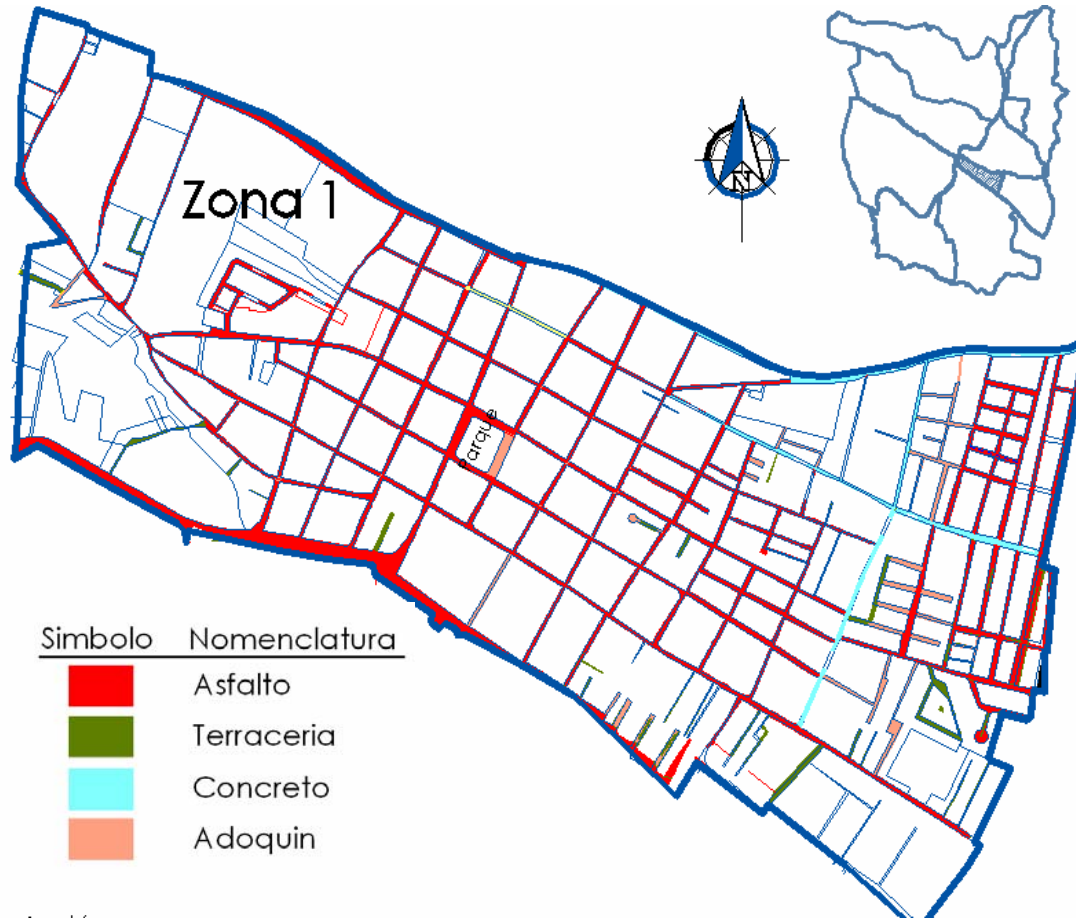 Zona 1
N
Parque
Simbolo Nomenclatura
Asfalto
Terraceria
Concreto
Adoquin